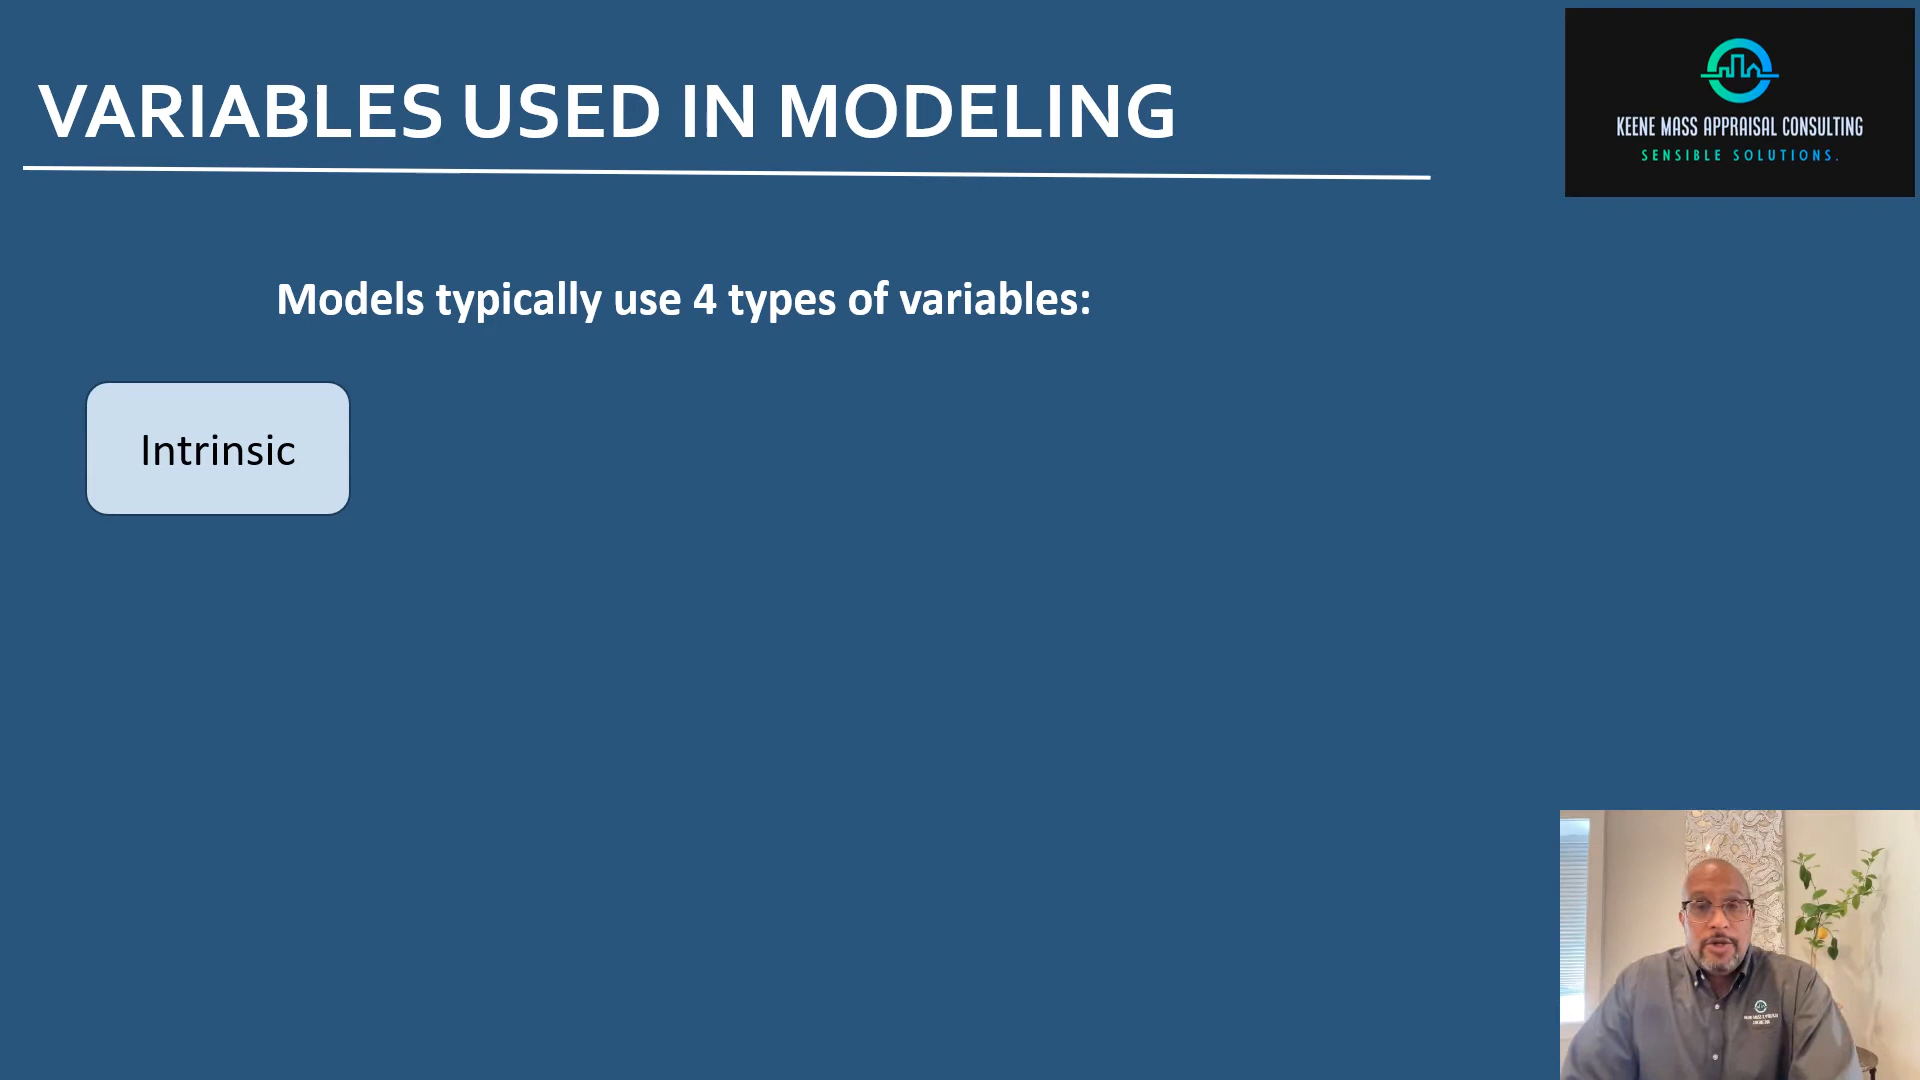 VARIABLES USED IN MODELING
KEENE MASS APPRAISAL CONSULTING
SENSIBLE SOLUTIONS.
Models typically use 4 types of variables:
Intrinsic